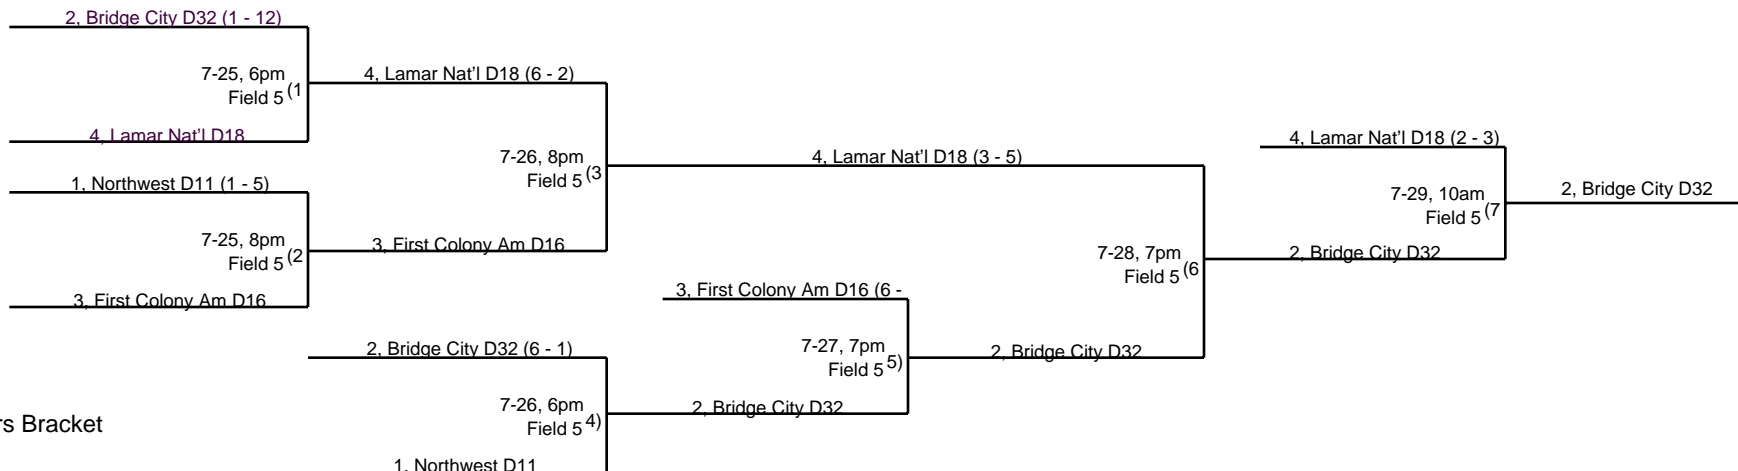 2, Bridge City D32 (1 - 12)
7-25, 6pm
Field 5 (1
4, Lamar Nat'l D18
4, Lamar Nat'l D18 (6 - 2)
1, Northwest D11 (1 - 5)
7-25, 8pm
Field 5 (2
3, First Colony Am D16
7-26, 8pm
Field 5 (3
3, First Colony Am D16
4, Lamar Nat'l D18 (3 - 5)
2, Bridge City D32 (6 - 1)
7-26, 6pm
Field 5 4)
1, Northwest D11
3, First Colony Am D16 (6 -
7-27, 7pm
Field 5 5)
2, Bridge City D32
2, Bridge City D32
7-28, 7pm
Field 5 (6
4, Lamar Nat'l D18 (2 - 3)
7-29, 10am
Field 5 (7
2, Bridge City D32
2, Bridge City D32
rs Bracket